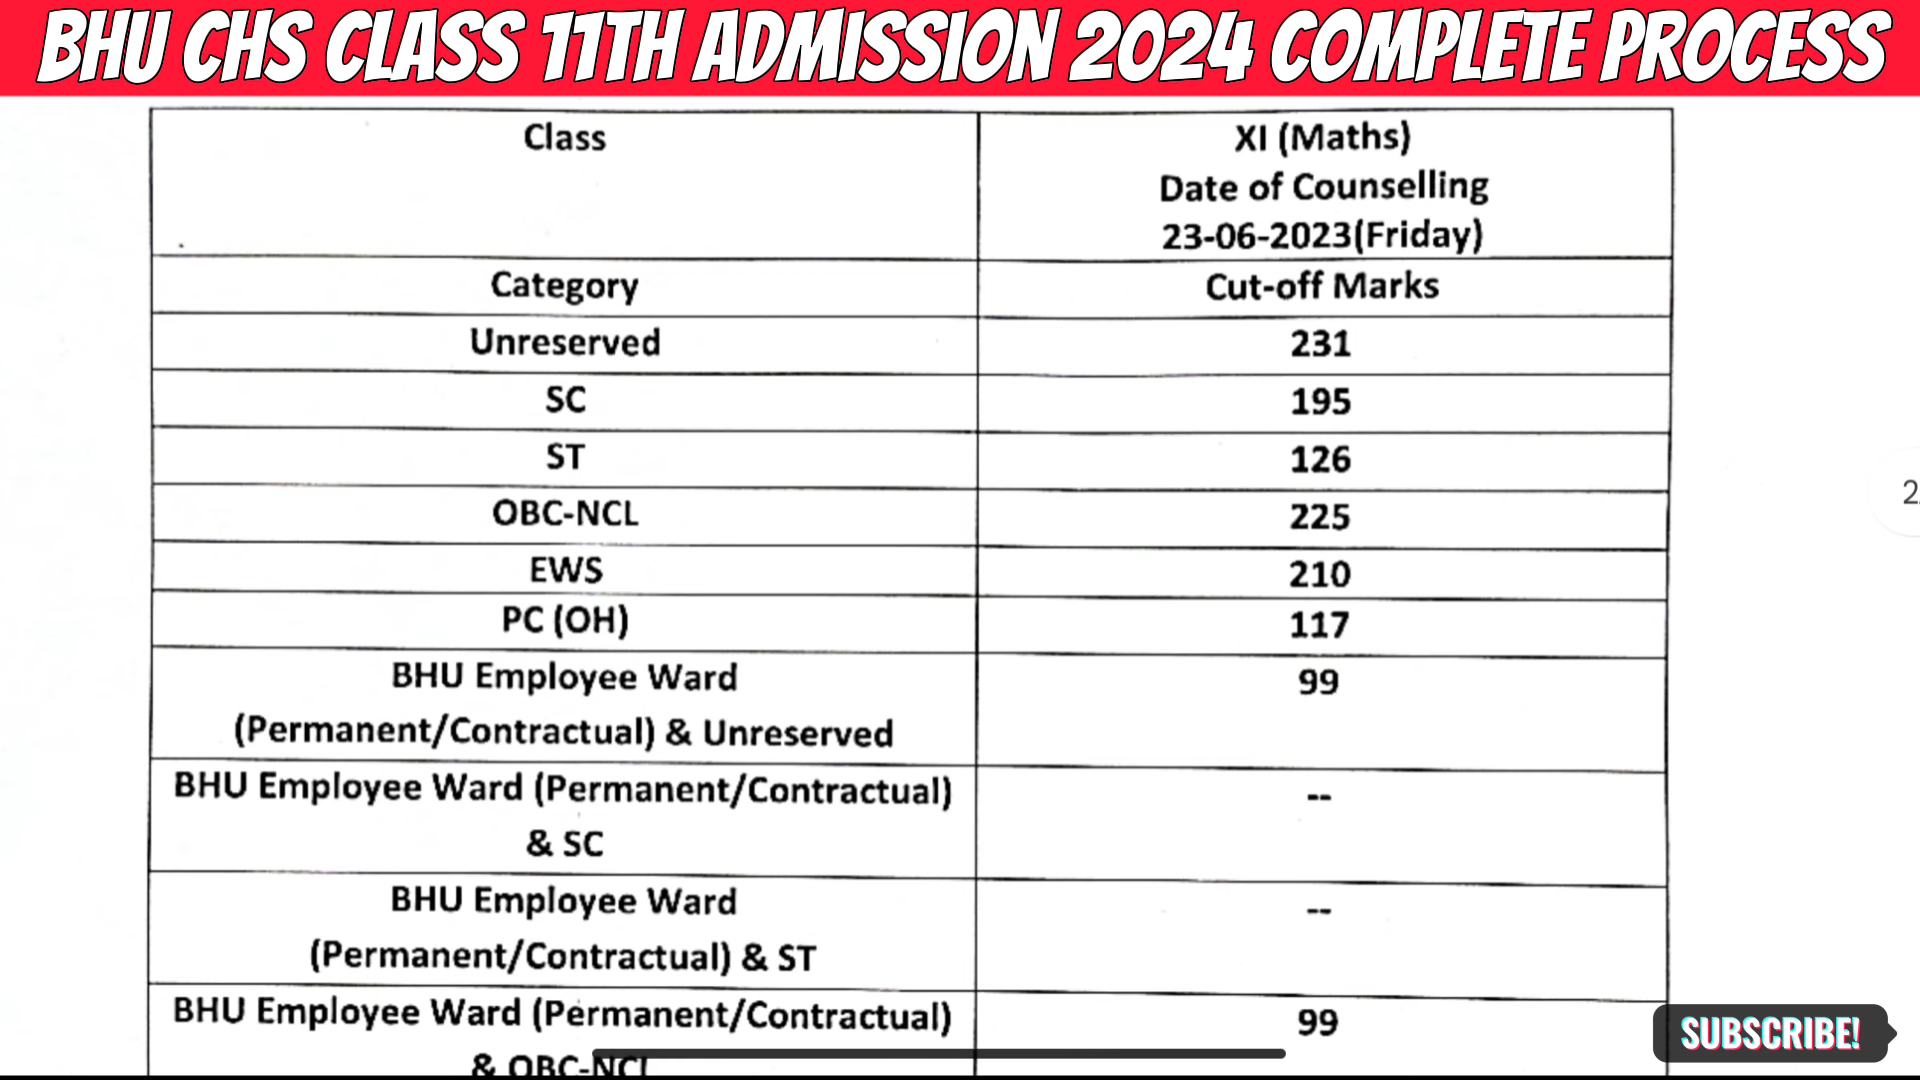 BHU CHS CLASS 11TH ADMISSION 2024 COMPLETE PROCESS
Class
XI (Maths)
Date of Counselling
23-06-2023(Friday)
Category
Cut-off Marks
Unreserved
231
SC
195
ST
126
OBC-NCL
225
EWS
210
PC (OH)
117
BHU Employee Ward
(Permanent/Contractual) & Unreserved
99
BHU Employee Ward (Permanent/Contractual)
& SC
--
BHU Employee Ward
(Permanent/Contractual) & ST
--
BHU Employee Ward (Permanent/Contractual)
& OBC-NCL
99
2
SUBSCRIBE!